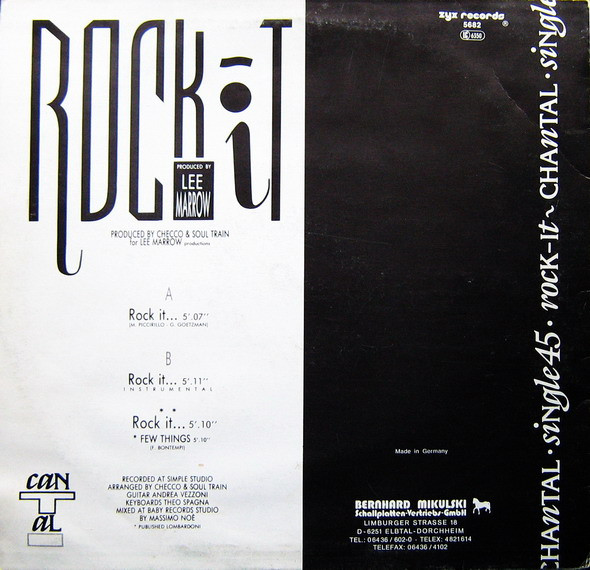 ROCK-iT
PRODUCED BY
LEE
MARROW
PRODUCED BY CHECCO & SOUL TRAIN
for LEE MARROW productions
A
Rock it... 5'.07''
(M. PICCIRILLO - G. GOETZMAN)
B
Rock it... 5'.11''
INSTRUMENTAL
* *
Rock it... 5'.10''
* FEW THINGS 5'.10''
(F. BONTEMPI)
RECORDED AT SIMPLE STUDIO
ARRANGED BY CHECCO & SOUL TRAIN
GUITAR ANDREA VEZZONI
KEYBOARDS THEO SPAGNA
MIXED AT BABY RECORDS STUDIO
BY MASSIMO NOÈ
* PUBLISHED LOMBARDONI
caN
T
aL
zyx records ®
5682
LC 6350
Made in Germany
BERNHARD MIKULSKI
Schallplatten-Vertriebs-GmbH
LIMBURGER STRASSE 18
D-6251 ELBTAL-DORCHHEIM
TEL.: 06436 / 602-0 - TELEX: 4821614
TELEFAX: 06436 / 4102
CHANTAL · single45 · rock-it ~ CHANTAL · single